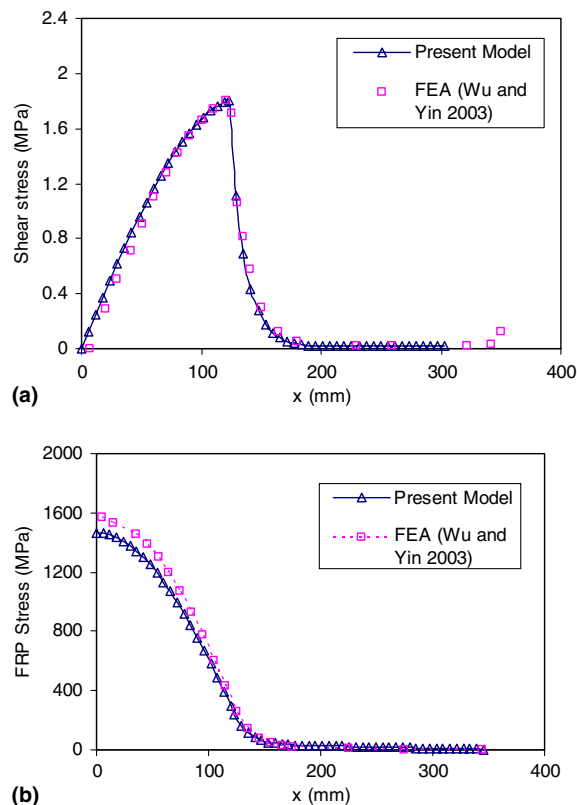 2.4
2
1.6
1.2
0.8
0.4
0
Shear stress (MPa)
Present Model
FEA (Wu and
Yin 2003)
0 100 200 300 400
x (mm)
(a)
2000
1600
1200
800
400
0
FRP Stress (MPa)
Present Model
FEA (Wu and
Yin 2003)
0 100 200 300 400
x (mm)
(b)